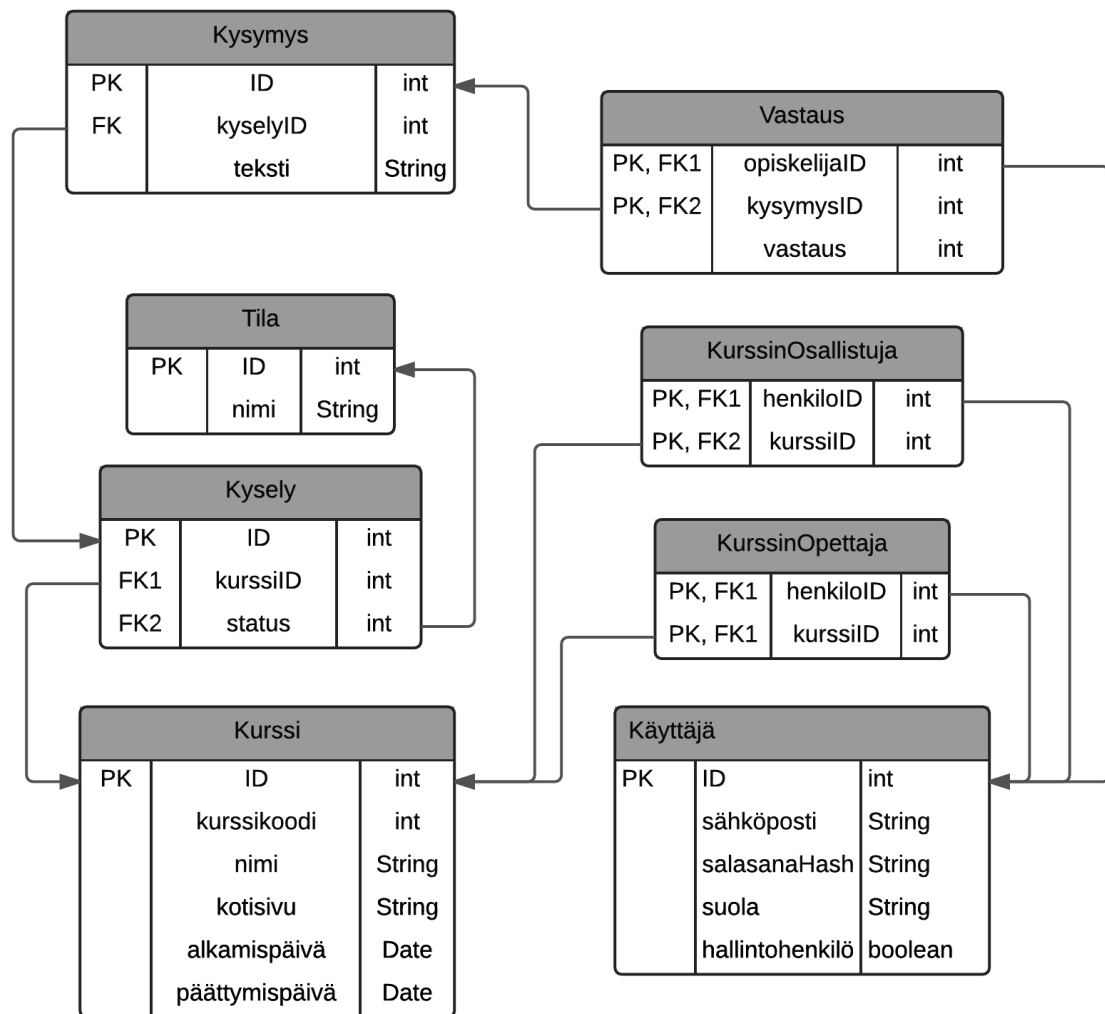 Kysymys
PK ID int
FK kyselyID int
teksti String
Vastaus
PK, FK1 opiskelijaID int
PK, FK2 kysymysID int
vastaus int
Tila
PK ID int
nimi String
KurssinOsallistuja
PK, FK1 henkiloID int
PK, FK2 kurssiID int
Kysely
PK ID int
FK1 kurssiID int
FK2 status int
KurssinOpettaja
PK, FK1 henkiloID int
PK, FK1 kurssiID int
Kurssi
PK ID int
kurssikoodi int
nimi String
kotisivu String
alkamispäivä Date
päättymispäivä Date
Käyttäjä
PK ID int
sähköposti String
salasanaHash String
suola String
hallintohenkilö boolean